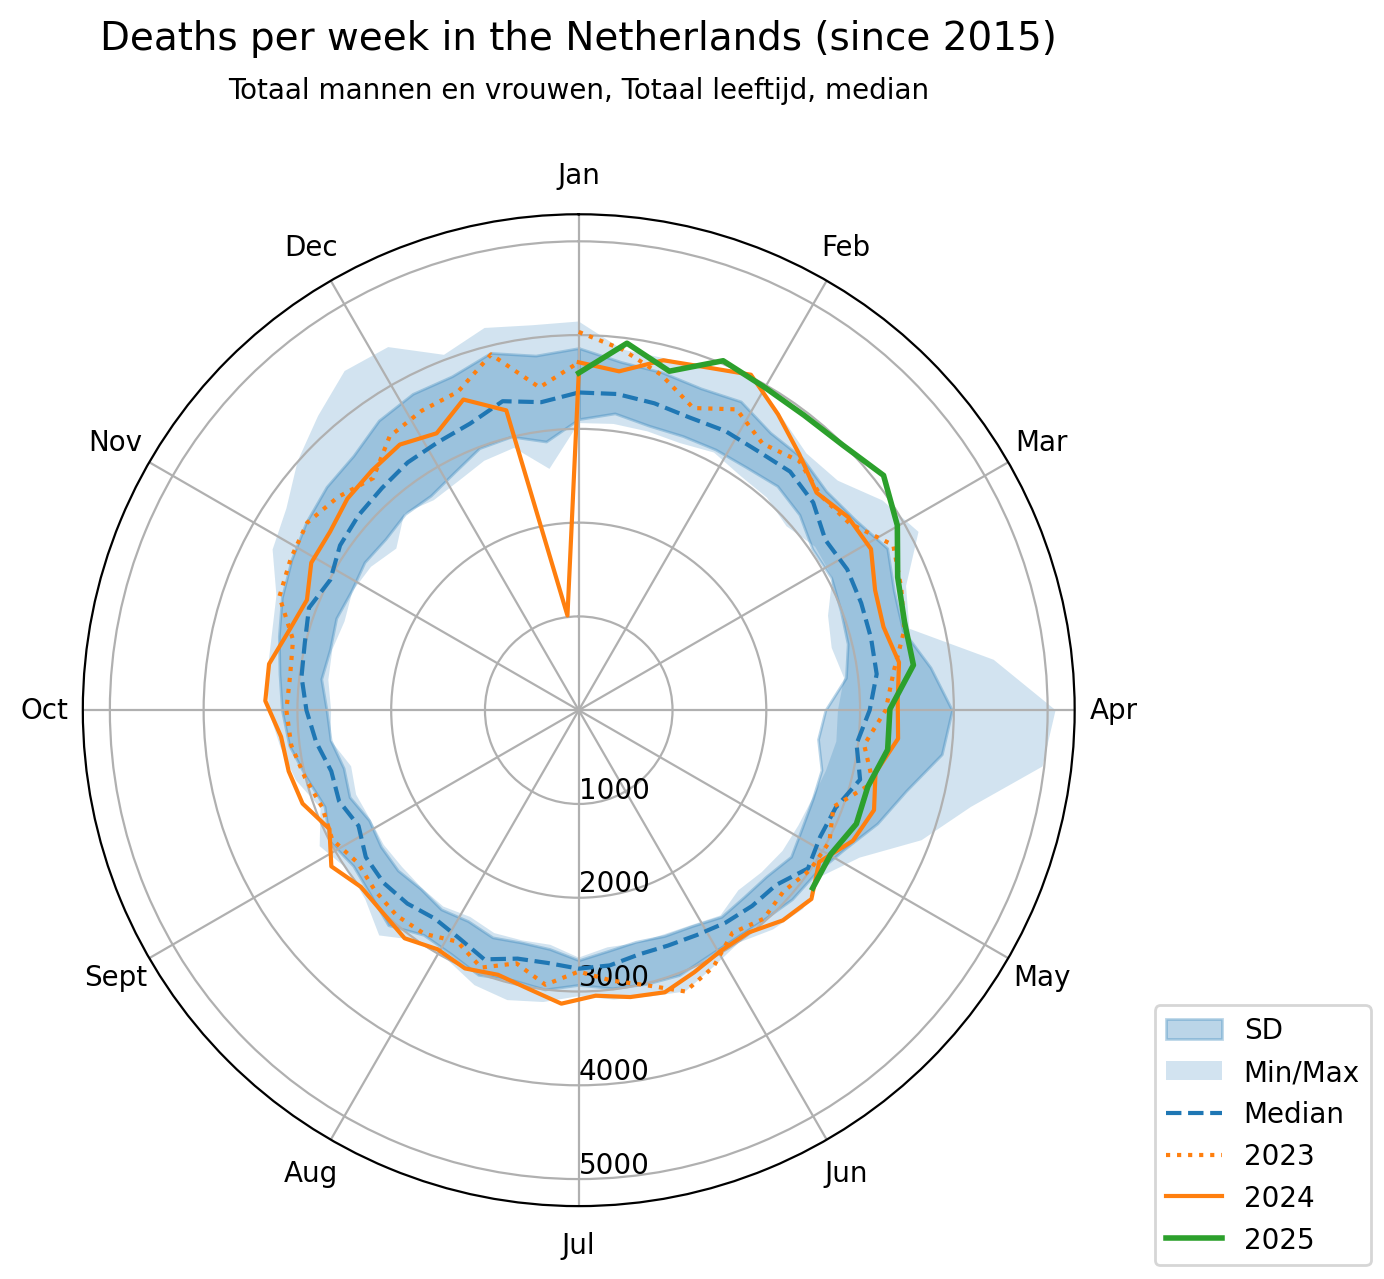 Deaths per week in the Netherlands (since 2015)
Totaal mannen en vrouwen, Totaal leeftijd, median
Jan
Feb
Mar
Apr
May
Jun
Jul
Aug
Sept
Oct
Nov
Dec
1000
2000
3000
4000
5000
SD
Min/Max
Median
2023
2024
2025